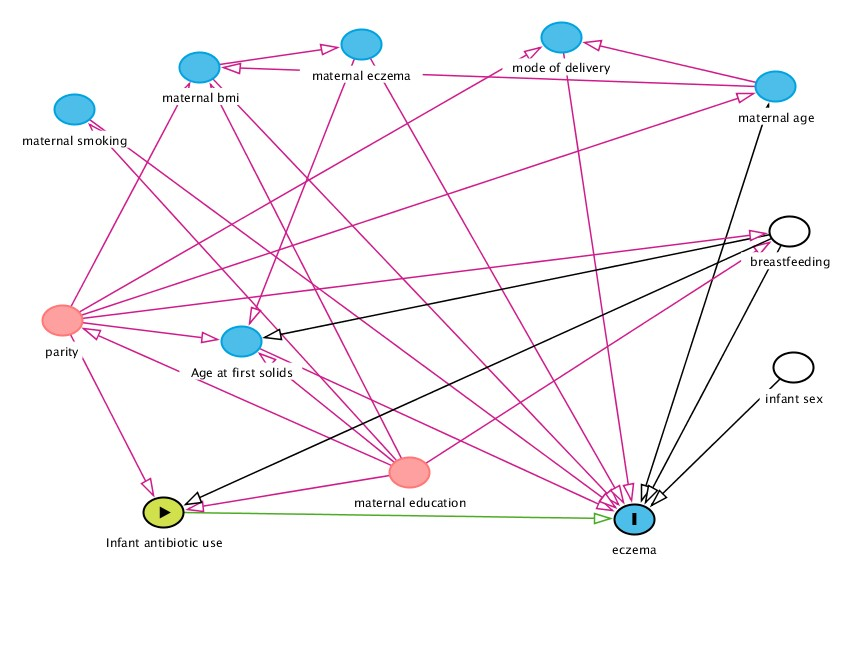 mode of delivery
maternal eczema
maternal bmi
maternal age
maternal smoking
breastfeeding
parity
Age at first solids
infant sex
maternal education
Infant antibiotic use
eczema